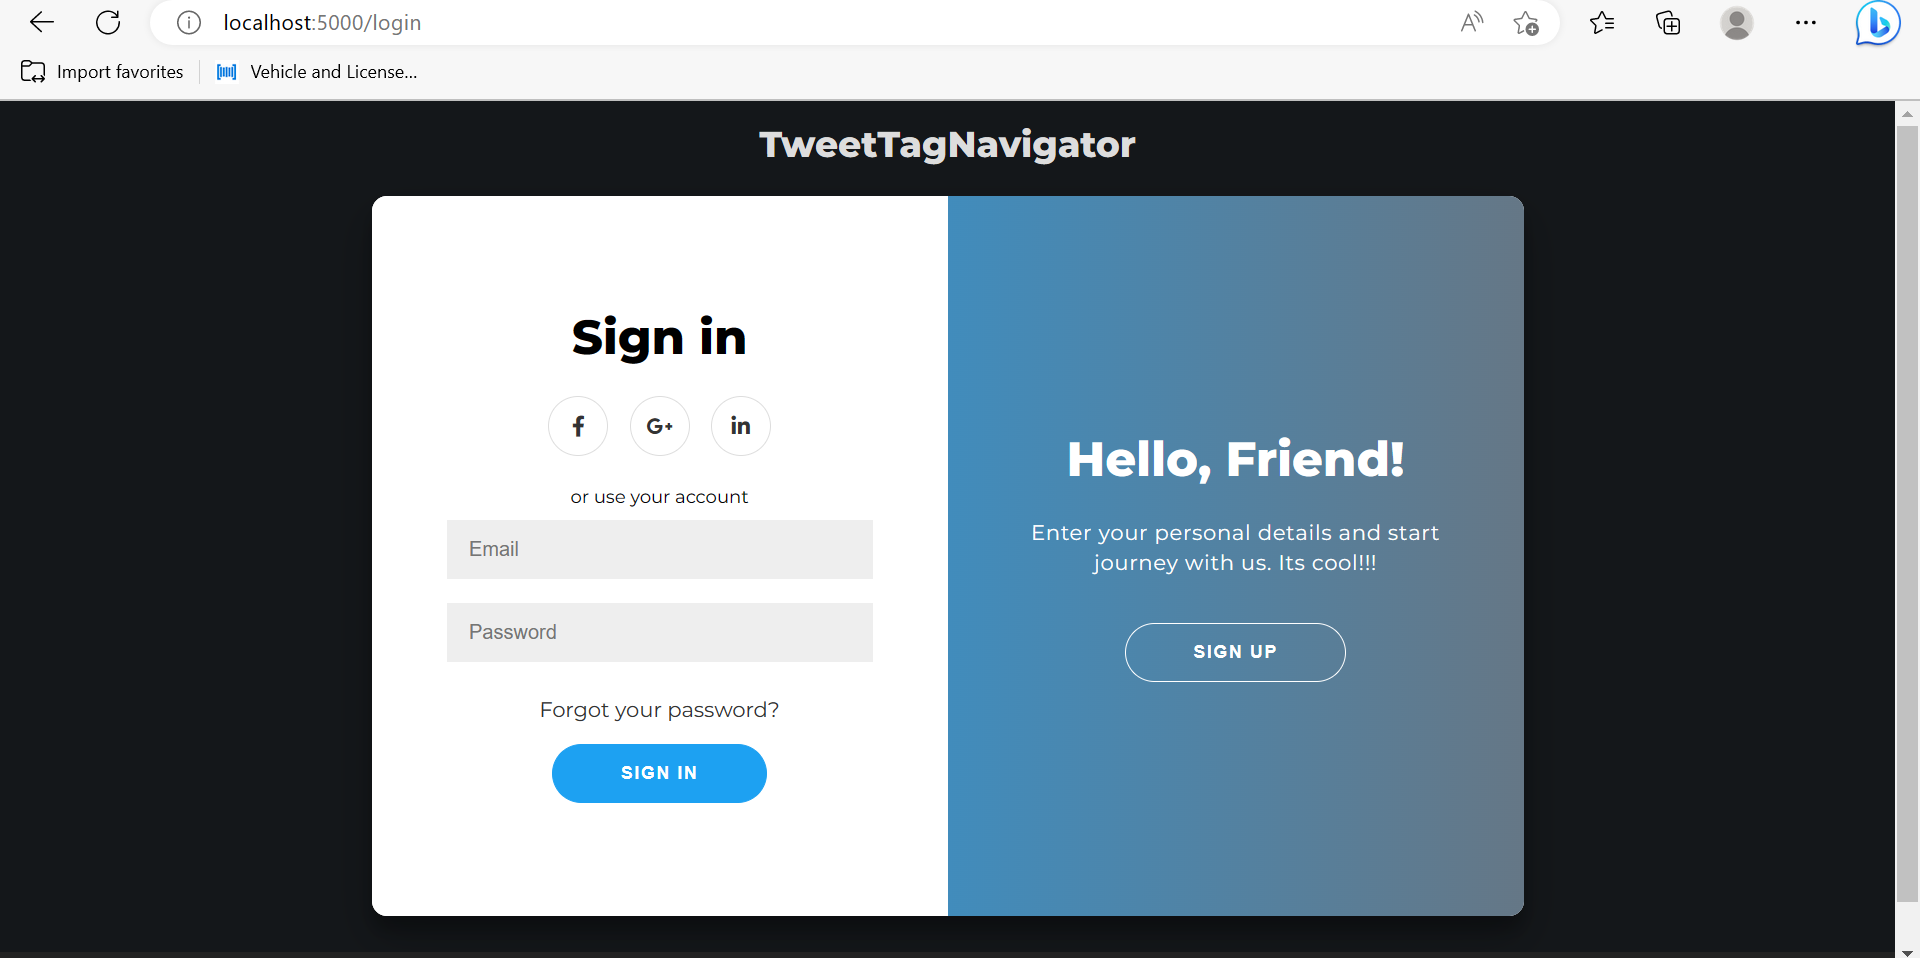 localhost:5000/login
Import favorites
Vehicle and License...
TweetTagNavigator
Sign in
f
G+
in
or use your account
Email
Password
Forgot your password?
SIGN IN
Hello, Friend!
Enter your personal details and start
journey with us. Its cool!!!
SIGN UP